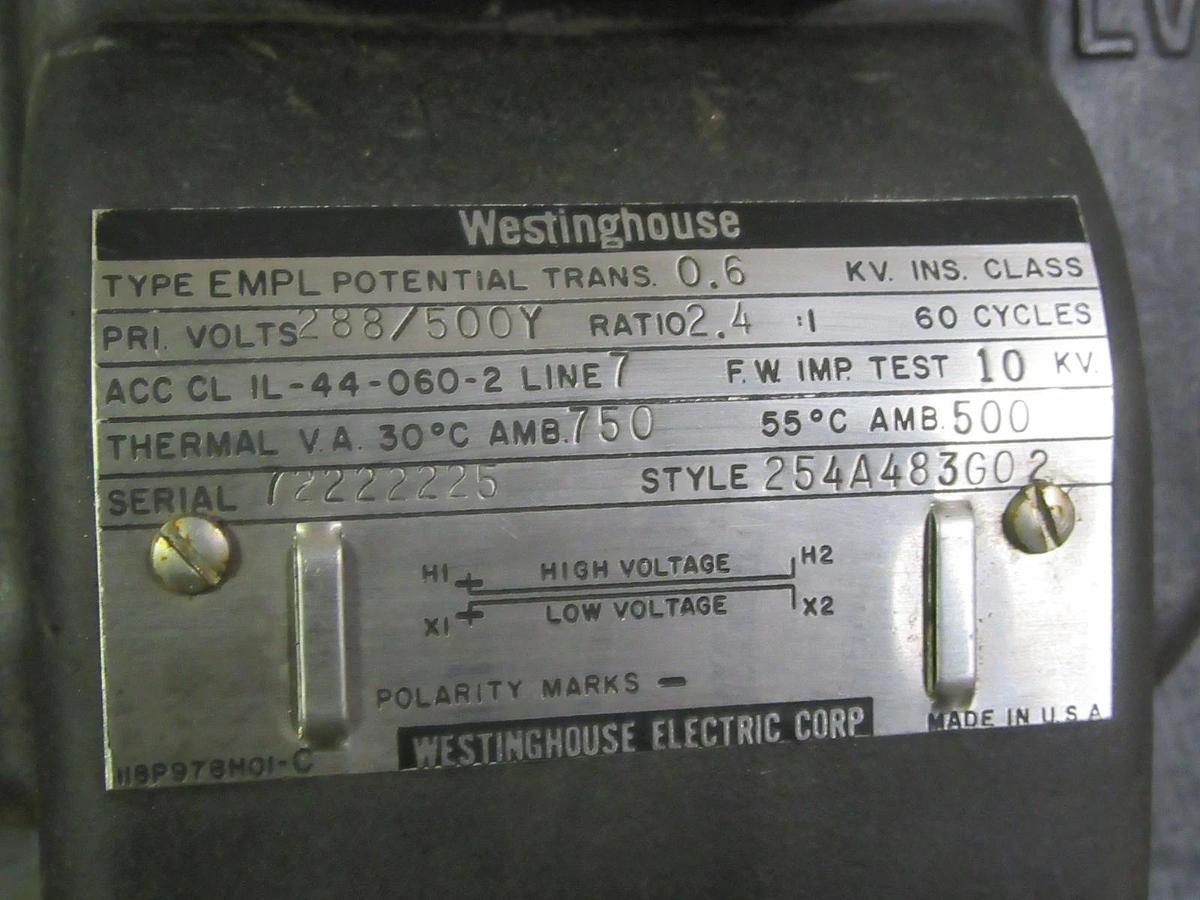 LV
Westinghouse
TYPE EMPL POTENTIAL TRANS. 0.6 KV. INS. CLASS
PRI. VOLTS 288/500Y RATIO 2.4 :1 60 CYCLES
ACC CL IL-44-060-2 LINE 7 F.W. IMP. TEST 10 KV.
THERMAL V.A. 30°C AMB. 750 55°C AMB. 500
SERIAL 72222225 STYLE 254A483G02
H1 HIGH VOLTAGE H2
X1 LOW VOLTAGE X2
POLARITY MARKS
WESTINGHOUSE ELECTRIC CORP
MADE IN U.S.A
118P978H01-C